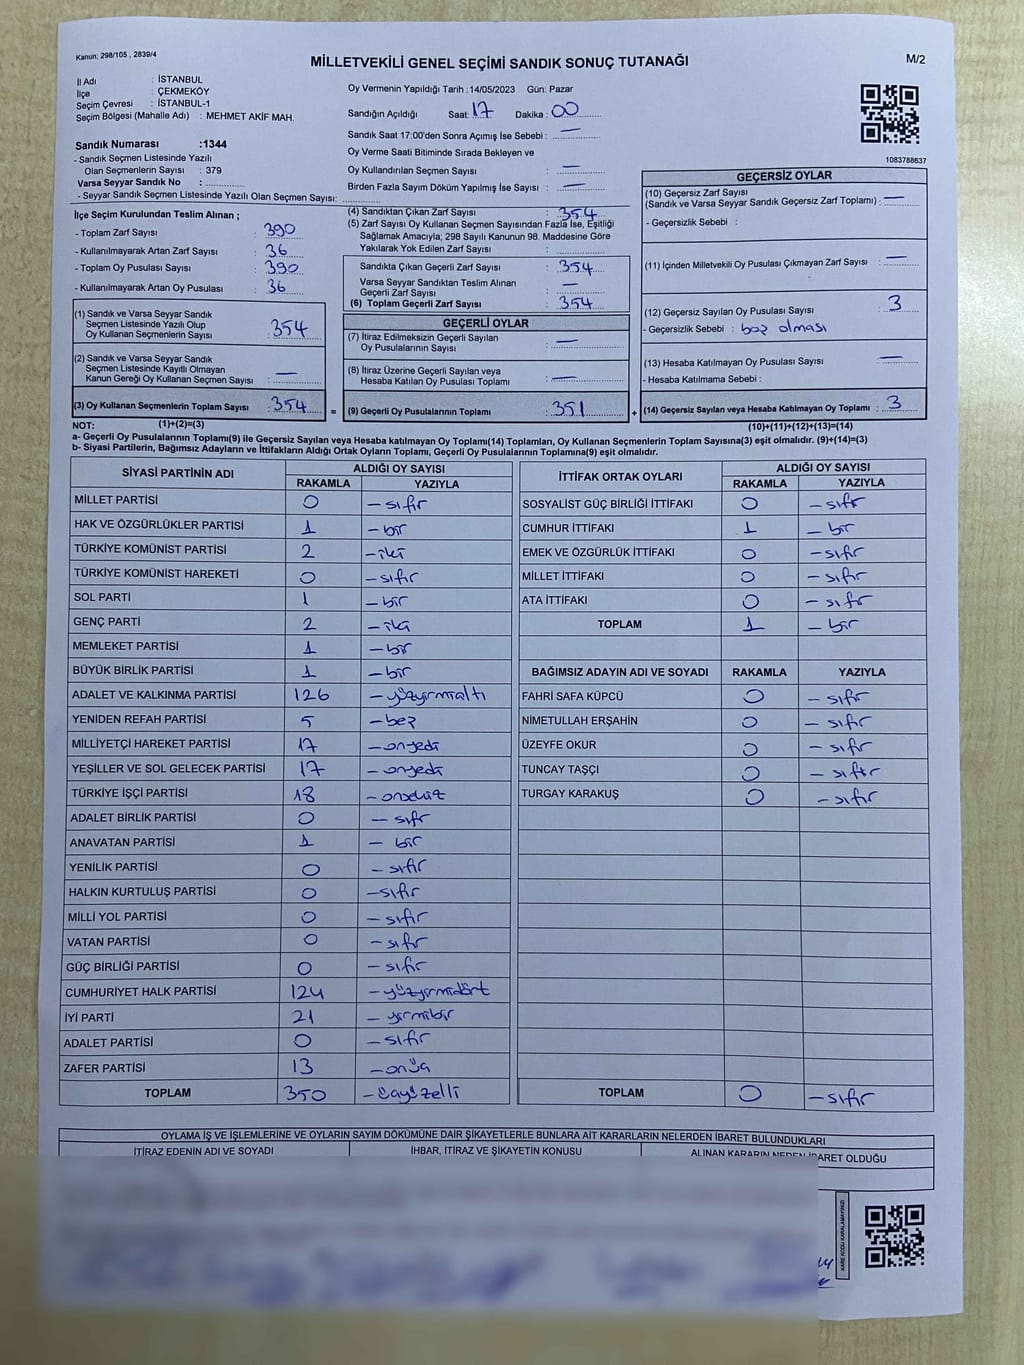 Kanun: 298/105 , 2839/4
MİLLETVEKİLİ GENEL SEÇİMİ SANDIK SONUÇ TUTANAĞI
M/2
İl Adı : İSTANBUL
İlçe : ÇEKMEKÖY
Seçim Çevresi : İSTANBUL-1
Seçim Bölgesi (Mahalle Adı) : MEHMET AKİF MAH.
Sandık Numarası :1344
- Sandık Seçmen Listesinde Yazılı
Olan Seçmenlerin Sayısı : 379
Varsa Seyyar Sandık No :
- Seyyar Sandık Seçmen Listesinde Yazılı Olan Seçmen Sayısı:
Oy Vermenin Yapıldığı Tarih :14/05/2023 Gün: Pazar
Sandığın Açıldığı Saat: 17 Dakika: 00
Sandık Saat 17:00'den Sonra Açımış İse Sebebi : —
Oy Verme Saati Bitiminde Sırada Bekleyen ve
Oy Kullandırılan Seçmen Sayısı : —
Birden Fazla Sayım Döküm Yapılmış İse Sayısı : —
1083788637
İlçe Seçim Kurulundan Teslim Alınan ;
- Toplam Zarf Sayısı : 390
- Kullanılmayarak Artan Zarf Sayısı : 36
- Toplam Oy Pusulası Sayısı : 390
- Kullanılmayarak Artan Oy Pusulası : 36
(1) Sandık ve Varsa Seyyar Sandık
Seçmen Listesinde Yazılı Olup
Oy Kullanan Seçmenlerin Sayısı : 354
(2) Sandık ve Varsa Seyyar Sandık
Seçmen Listesinde Kayıtlı Olmayan
Kanun Gereği Oy Kullanan Seçmen Sayısı : —
(3) Oy Kullanan Seçmenlerin Toplam Sayısı : 354
(1)+(2)=(3)
(4) Sandıktan Çıkan Zarf Sayısı : 354
(5) Zarf Sayısı Oy Kullanan Seçmen Sayısından Fazla İse, Eşitliği
Sağlamak Amacıyla; 298 Sayılı Kanunun 98. Maddesine Göre
Yakılarak Yok Edilen Zarf Sayısı :
Sandıkta Çıkan Geçerli Zarf Sayısı : 354
Varsa Seyyar Sandıktan Teslim Alınan
Geçerli Zarf Sayısı : —
(6) Toplam Geçerli Zarf Sayısı : 354
GEÇERLİ OYLAR
(7) İtiraz Edilmeksizin Geçerli Sayılan
Oy Pusulalarının Sayısı : —
(8) İtiraz Üzerine Geçerli Sayılan veya
Hesaba Katılan Oy Pusulası Toplamı : —
= (9) Geçerli Oy Pusulalarının Toplamı : 351
GEÇERSİZ OYLAR
(10) Geçersiz Zarf Sayısı
(Sandık ve Varsa Seyyar Sandık Geçersiz Zarf Toplamı) : —
- Geçersizlik Sebebi :
(11) İçinden Milletvekili Oy Pusulası Çıkmayan Zarf Sayısı : —
(12) Geçersiz Sayılan Oy Pusulası Sayısı : 3
- Geçersizlik Sebebi : boş olması
(13) Hesaba Katılmayan Oy Pusulası Sayısı : —
- Hesaba Katılmama Sebebi :
+ (14) Geçersiz Sayılan veya Hesaba Katılmayan Oy Toplamı : 3
(10)+(11)+(12)+(13)=(14)
NOT:
a- Geçerli Oy Pusulalarının Toplamı(9) ile Geçersiz Sayılan veya Hesaba katılmayan Oy Toplamı(14) Toplamları, Oy Kullanan Seçmenlerin Toplam Sayısına(3) eşit olmalıdır. (9)+(14)=(3)
b- Siyasi Partilerin, Bağımsız Adayların ve İttifakların Aldığı Ortak Oyların Toplamı, Geçerli Oy Pusulalarının Toplamına(9) eşit olmalıdır.
SİYASİ PARTİNİN ADI
ALDIĞI OY SAYISI
RAKAMLA YAZIYLA
MİLLET PARTİSİ 0 – sıfır
HAK VE ÖZGÜRLÜKLER PARTİSİ 1 – bir
TÜRKİYE KOMÜNİST PARTİSİ 2 – iki
TÜRKİYE KOMÜNİST HAREKETİ 0 – sıfır
SOL PARTİ 1 – bir
GENÇ PARTİ 2 – iki
MEMLEKET PARTİSİ 1 – bir
BÜYÜK BİRLİK PARTİSİ 1 – bir
ADALET VE KALKINMA PARTİSİ 126 – yüzyirmialtı
YENİDEN REFAH PARTİSİ 5 – beş
MİLLİYETÇİ HAREKET PARTİSİ 17 – onyedi
YEŞİLLER VE SOL GELECEK PARTİSİ 17 – onyedi
TÜRKİYE İŞÇİ PARTİSİ 18 – onsekiz
ADALET BİRLİK PARTİSİ 0 – sıfır
ANAVATAN PARTİSİ 1 – bir
YENİLİK PARTİSİ 0 – sıfır
HALKIN KURTULUŞ PARTİSİ 0 – sıfır
MİLLİ YOL PARTİSİ 0 – sıfır
VATAN PARTİSİ 0 – sıfır
GÜÇ BİRLİĞİ PARTİSİ 0 – sıfır
CUMHURİYET HALK PARTİSİ 124 – yüzyirmidört
İYİ PARTİ 21 – yirmibir
ADALET PARTİSİ 0 – sıfır
ZAFER PARTİSİ 13 – onüç
TOPLAM 350 – üçyüzelli
İTTİFAK ORTAK OYLARI
ALDIĞI OY SAYISI
RAKAMLA YAZIYLA
SOSYALİST GÜÇ BİRLİĞİ İTTİFAKI 0 – sıfır
CUMHUR İTTİFAKI 1 – bir
EMEK VE ÖZGÜRLÜK İTTİFAKI 0 – sıfır
MİLLET İTTİFAKI 0 – sıfır
ATA İTTİFAKI 0 – sıfır
TOPLAM 1 – bir
BAĞIMSIZ ADAYIN ADI VE SOYADI RAKAMLA YAZIYLA
FAHRİ SAFA KÜPCÜ 0 – sıfır
NİMETULLAH ERŞAHİN 0 – sıfır
ÜZEYFE OKUR 0 – sıfır
TUNCAY TAŞÇI 0 – sıfır
TURGAY KARAKUŞ 0 – sıfır
TOPLAM 0 – sıfır
OYLAMA İŞ VE İŞLEMLERİNE VE OYLARIN SAYIM DÖKÜMÜNE DAİR ŞİKAYETLERLE BUNLARA AİT KARARLARIN NELERDEN İBARET BULUNDUKLARI
İTİRAZ EDENİN ADI VE SOYADI İHBAR, İTİRAZ VE ŞİKAYETİN KONUSU ALINAN KARARIN NEDEN İBARET OLDUĞU
KARE KODU KARALAMAYINIZ!